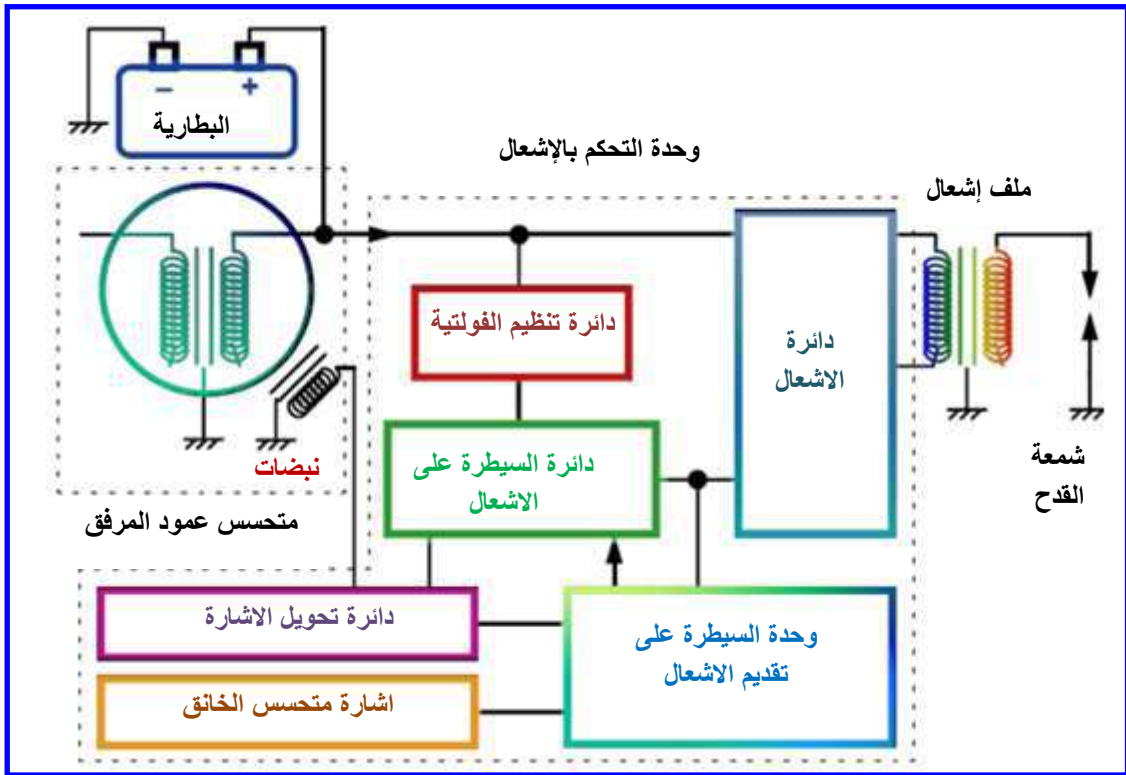 − +
البطارية
وحدة التحكم بالإشعال
ملف إشعال
دائرة تنظيم الفولتية
دائرة
الاشعال
دائرة السيطرة على
الاشعال
شمعة
القدح
نبضات
متحسس عمود المرفق
دائرة تحويل الاشارة
وحدة السيطرة على
تقديم الاشعال
اشارة متحسس الخانق